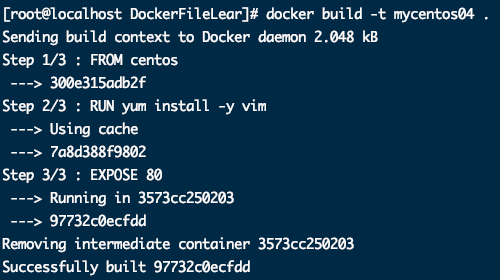 [root@localhost DockerFileLear]# docker build -t mycentos04 .
Sending build context to Docker daemon 2.048 kB
Step 1/3 : FROM centos
 ---> 300e315adb2f
Step 2/3 : RUN yum install -y vim
 ---> Using cache
 ---> 7a8d388f9802
Step 3/3 : EXPOSE 80
 ---> Running in 3573cc250203
 ---> 97732c0ecfdd
Removing intermediate container 3573cc250203
Successfully built 97732c0ecfdd